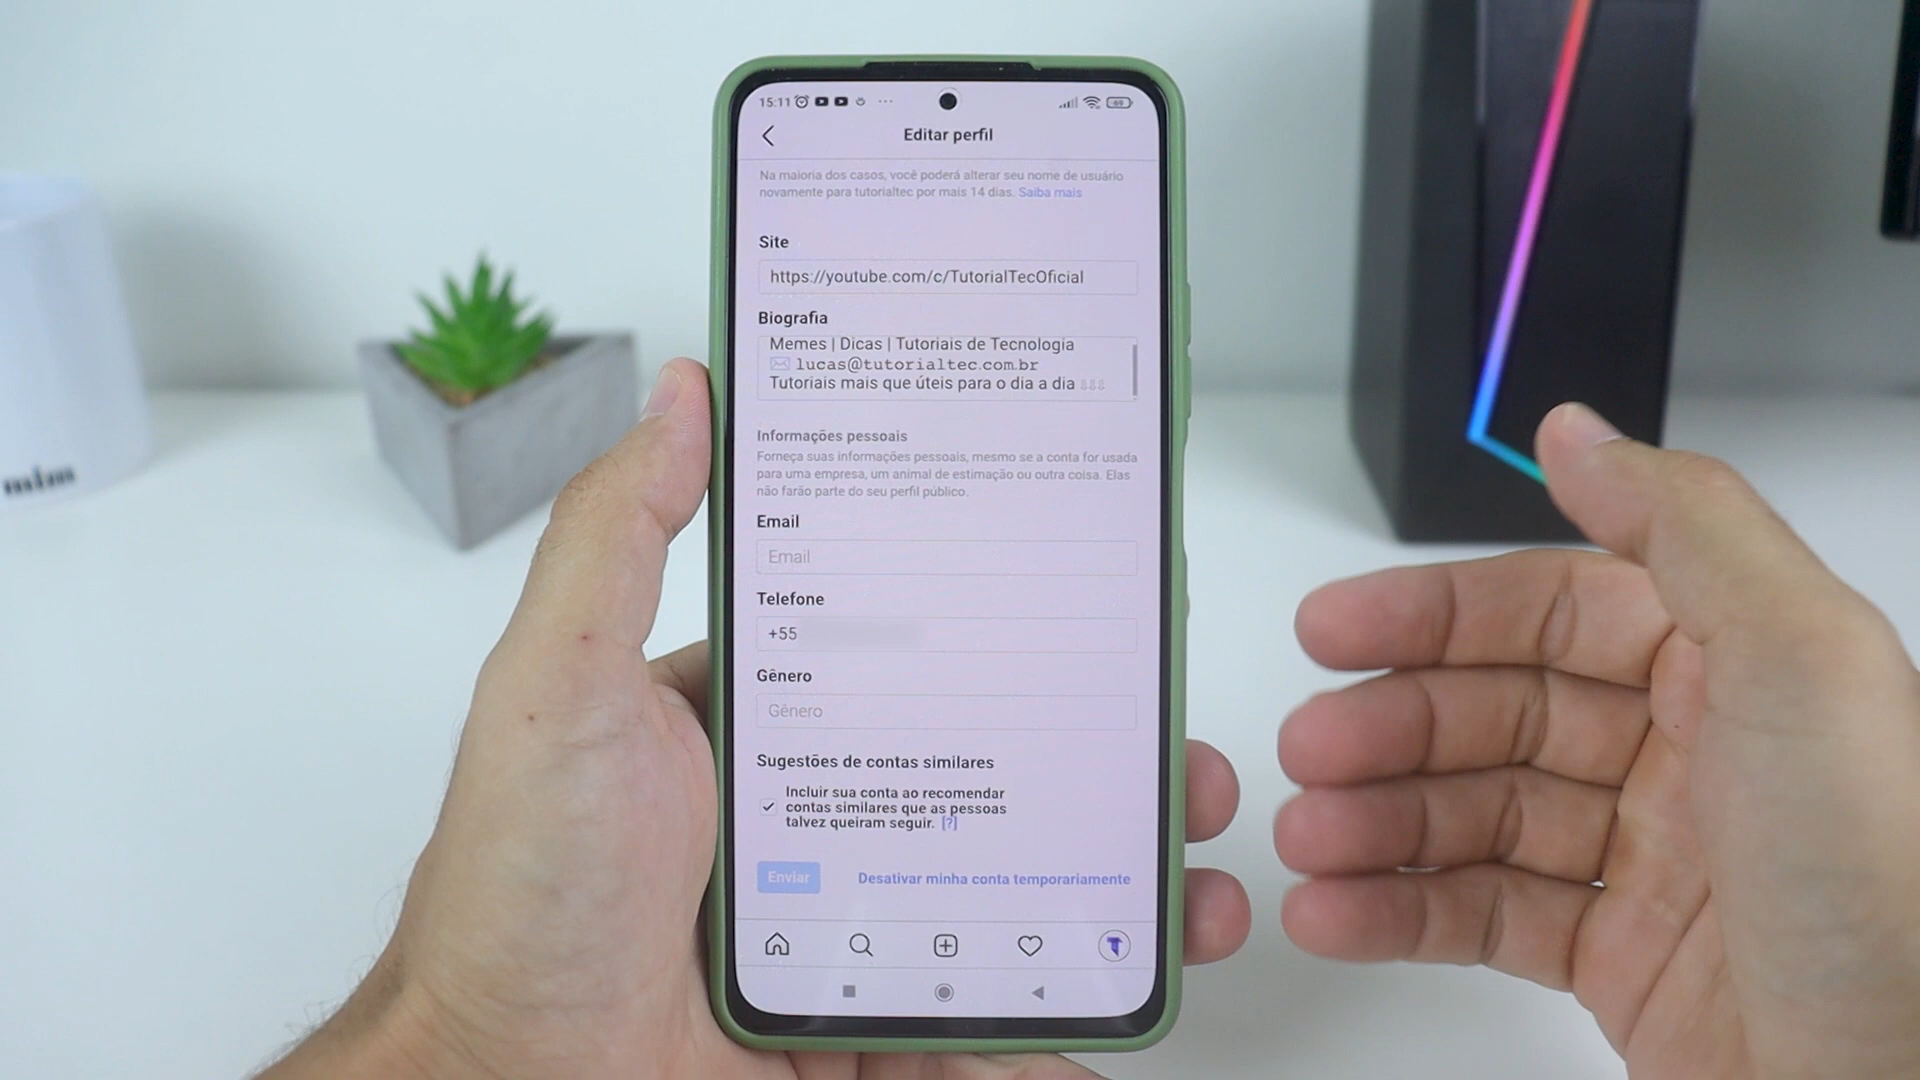 15:11
69
Editar perfil
Na maioria dos casos, você poderá alterar seu nome de usuário
novamente para tutorialtec por mais 14 dias. Saiba mais
Site
https://youtube.com/c/TutorialTecOficial
Biografia
Memes | Dicas | Tutoriais de Tecnologia
lucas@tutorialtec.com.br
Tutoriais mais que úteis para o dia a dia ⇩⇩⇩
Informações pessoais
Forneça suas informações pessoais, mesmo se a conta for usada
para uma empresa, um animal de estimação ou outra coisa. Elas
não farão parte do seu perfil público.
Email
Email
Telefone
+55
Gênero
Gênero
Sugestões de contas similares
Incluir sua conta ao recomendar
contas similares que as pessoas
talvez queiram seguir. [?]
Enviar
Desativar minha conta temporariamente